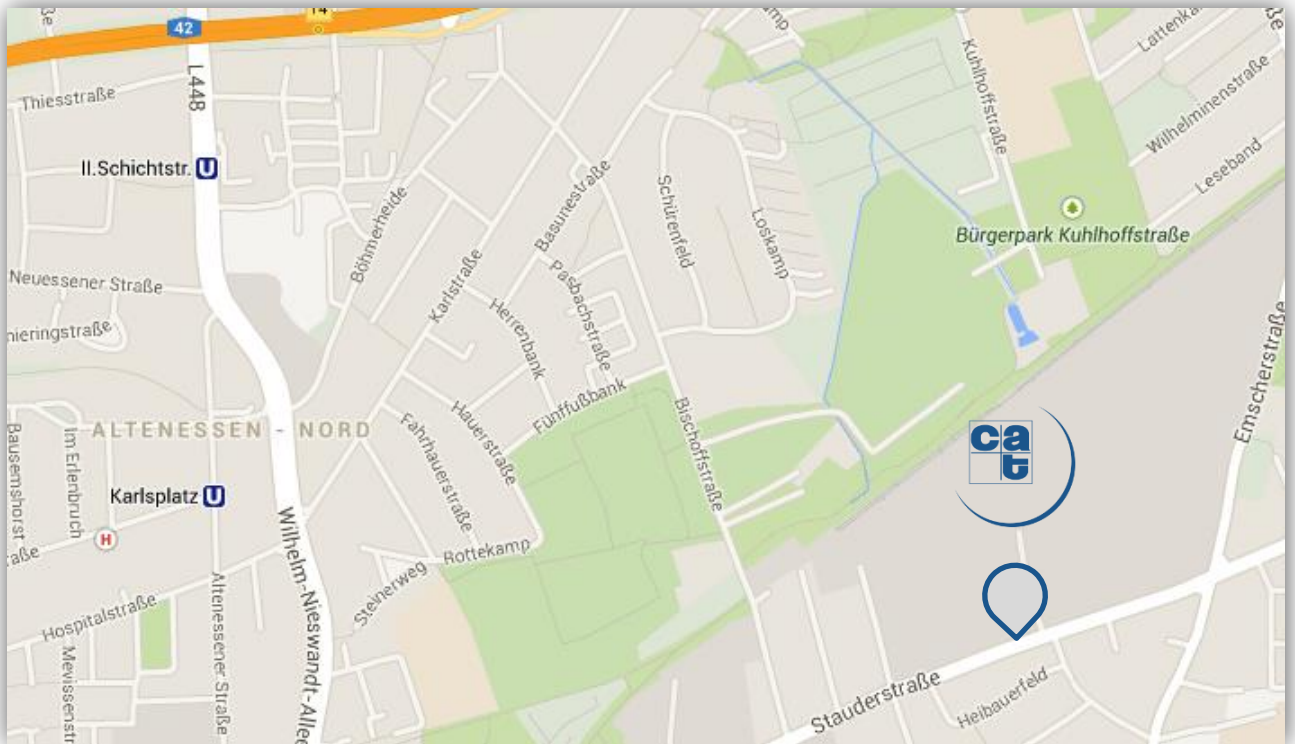 42
14
L448
Thiesstraße
II.Schichtstr. U
Neuessener Straße
nieringstraße
ALTENESSEN - NORD
Bausemshorst
Im Erlenbruch
Karlsplatz U
H
Hospitalstraße
Mevissenstr
Altenessener Straße
Wilhelm-Nieswandt-Allee
Böhmerheide
Karlstraße
Basunestraße
Pasbachstraße
Herrenbank
Fünffußbank
Hauerstraße
Fahrhauerstraße
Rottekamp
Steinerweg
Schürenfeld
Loskamp
Bischoffstraße
Kuhlhoffstraße
Wilhelminenstraße
Leseband
Bürgerpark Kuhlhoffstraße
Emscherstraße
cat
Stauderstraße
Heibauerfeld